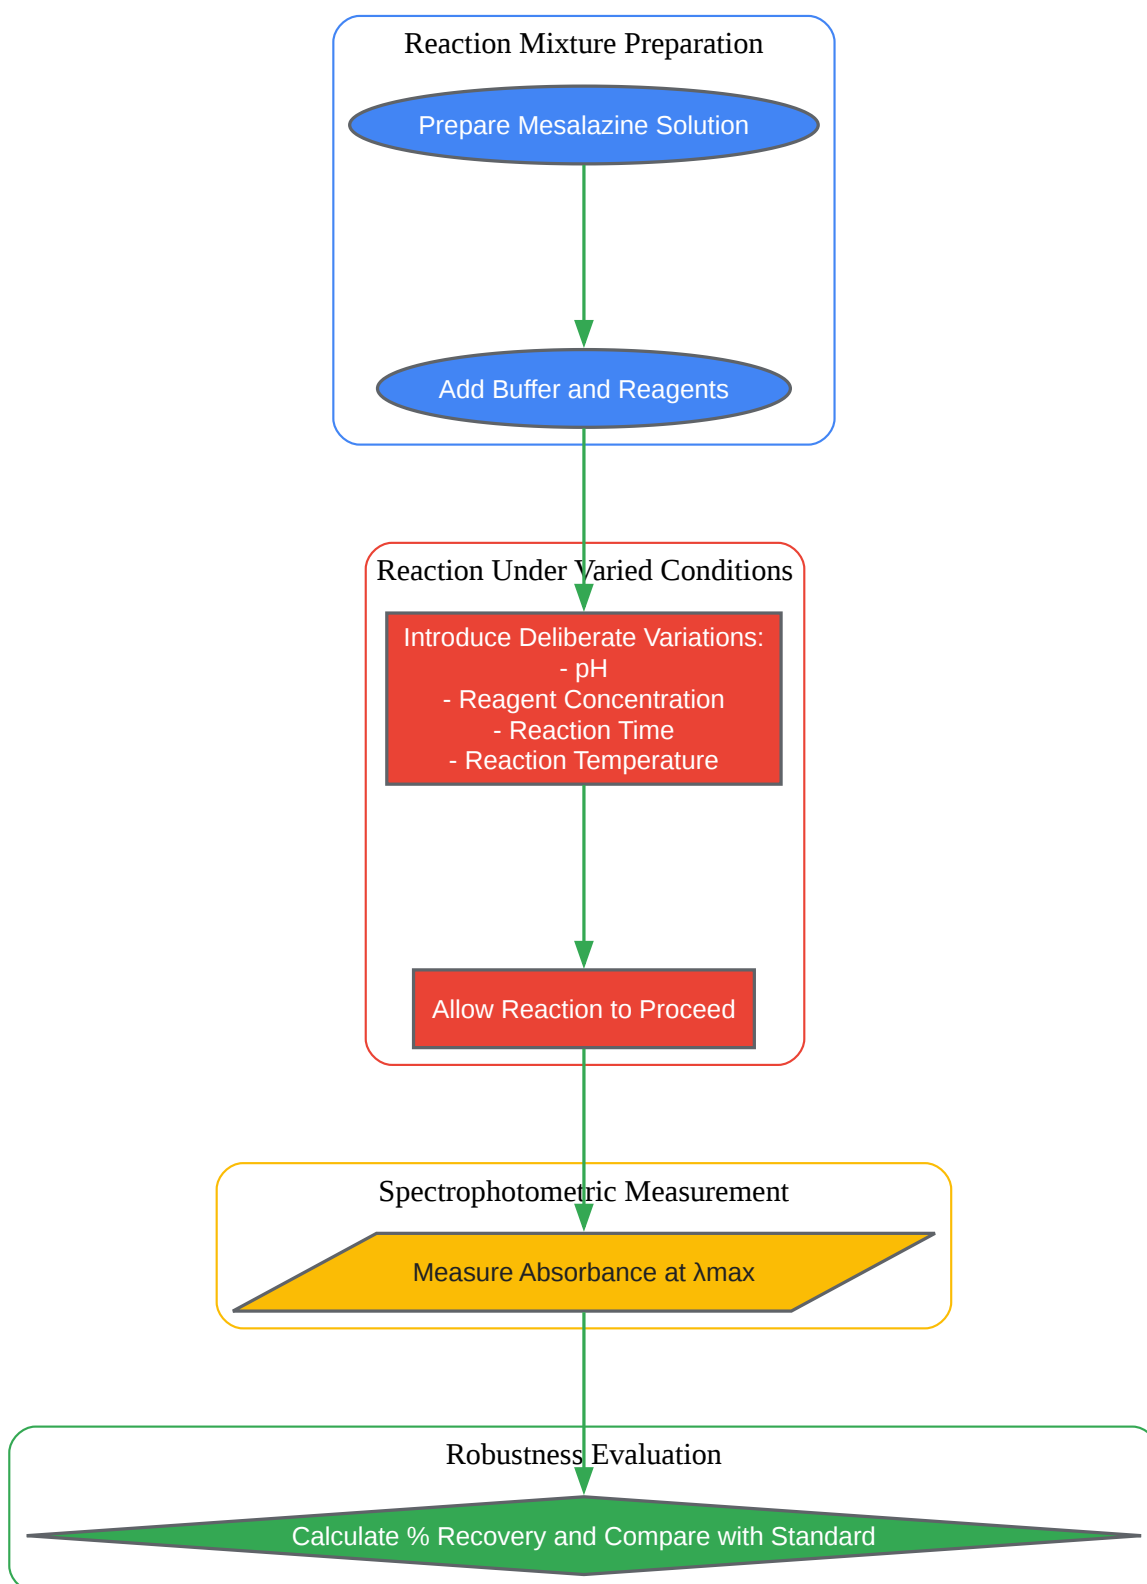 Reaction Mixture Preparation
Prepare Mesalazine Solution
Add Buffer and Reagents
Reaction Under Varied Conditions
Introduce Deliberate Variations:
- pH
- Reagent Concentration
- Reaction Time
- Reaction Temperature
Allow Reaction to Proceed
Spectrophotometric Measurement
Measure Absorbance at λmax
Robustness Evaluation
Calculate % Recovery and Compare with Standard